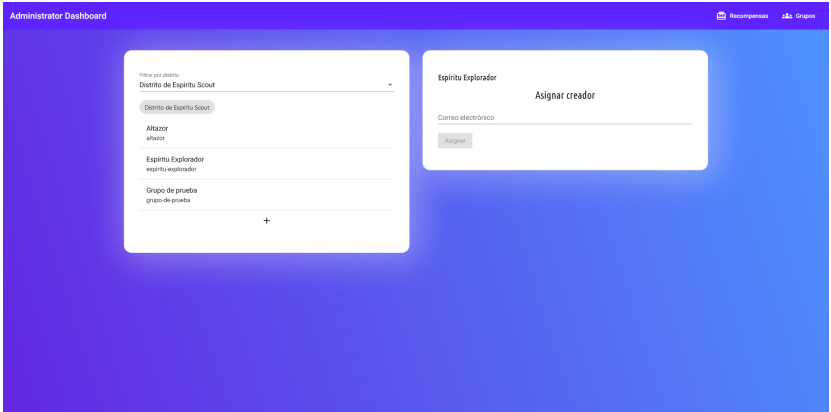 Administrator Dashboard
Recompensas
Grupos
Filtrar por distrito
Distrito de Espíritu Scout
Distrito de Espíritu Scout
Altazor
altazor
Espíritu Explorador
espiritu-explorador
Grupo de prueba
grupo-de-prueba
+
Espíritu Explorador
Asignar creador
Correo electrónico
Asignar